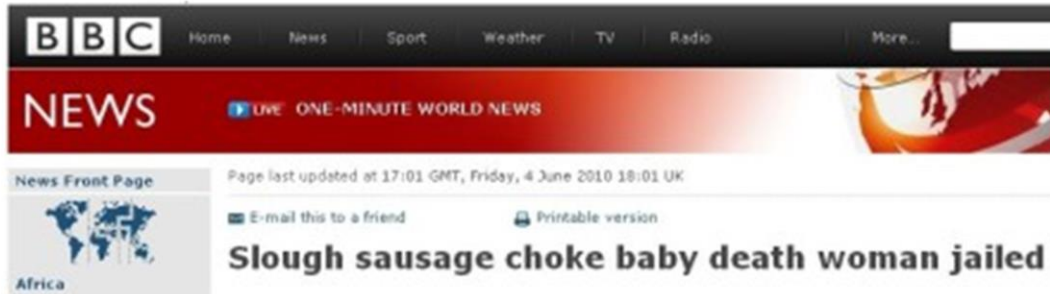 BBC Home News Sport Weather TV Radio More...
NEWS LIVE ONE-MINUTE WORLD NEWS
News Front Page
Page last updated at 17:01 GMT, Friday, 4 June 2010 18:01 UK
E-mail this to a friend Printable version
Slough sausage choke baby death woman jailed
Africa